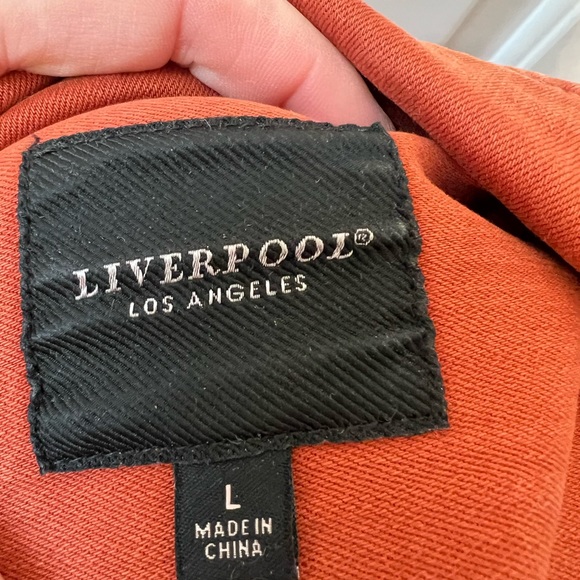 LIVERPOOL®
LOS ANGELES
L
MADE IN
CHINA